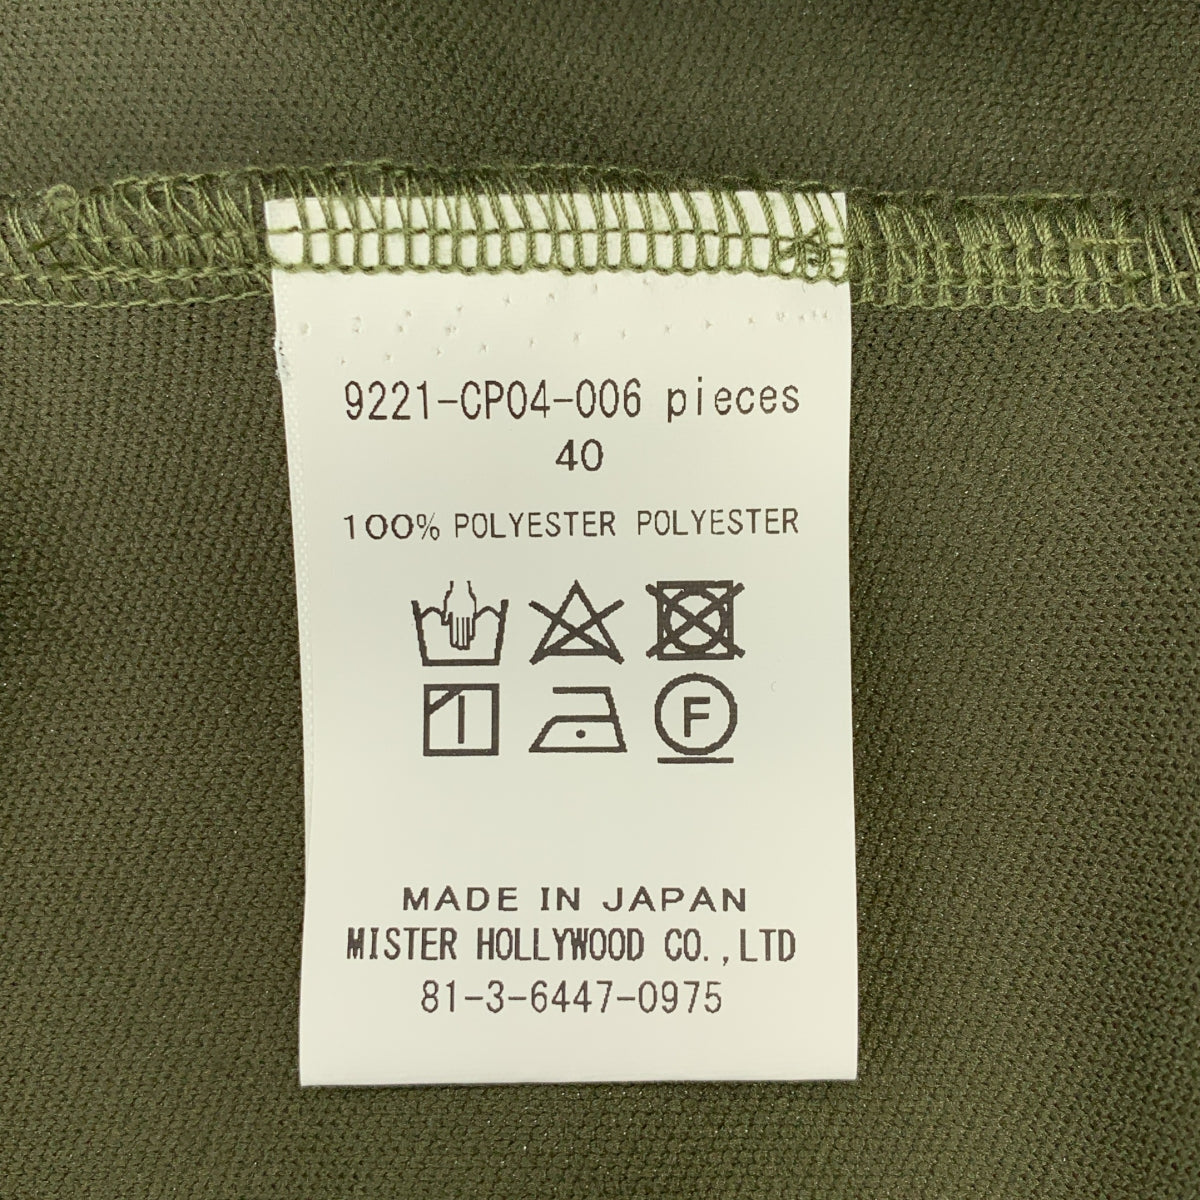 9221-CP04-006 pieces
40
100% POLYESTER POLYESTER
F
MADE IN JAPAN
MISTER HOLLYWOOD CO.,LTD
81-3-6447-0975